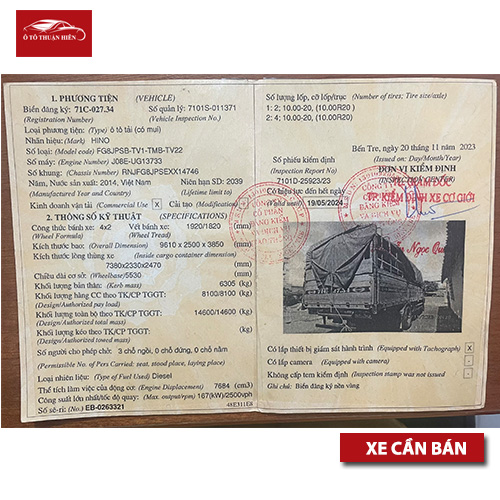 Ô TÔ THUẬN HIỀN
1. PHƯƠNG TIỆN (VEHICLE)
Biển đăng ký: 71C-027.34 Số quản lý: 7101S-011371
(Registration Number) (Vehicle Inspection No.)
Loại phương tiện: (Type) ô tô tải (có mui)
Nhãn hiệu: (Mark) HINO
Số loại: (Model code) FG8JPSB-TV1-TMB-TV22
Số máy: (Engine Number) J08E-UG13733
Số khung: (Chassis Number) RNJFG8JPSEXX14746
Năm, Nước sản xuất: 2014, Việt Nam Niên hạn SD: 2039
(Manufactured Year and Country) (Lifetime limit to)
Kinh doanh vận tải (Commercial Use) X Cải tạo (Modification)
2. THÔNG SỐ KỸ THUẬT (SPECIFICATIONS)
Công thức bánh xe: 4x2 Vết bánh xe: 1920/1820 (mm)
(Wheel Formula) (Wheel Tread)
Kích thước bao: (Overall Dimension) 9610 x 2500 x 3850 (mm)
Kích thước lòng thùng xe (Inside cargo container dimension)
7380x2330x2470 (mm)
Chiều dài cơ sở: (Wheelbase) 5530 (mm)
Khối lượng bản thân: (Kerb mass) 6305 (kg)
Khối lượng hàng CC theo TK/CP TGGT: 8100/8100 (kg)
(Design/Authorized pay load)
Khối lượng toàn bộ theo TK/CP TGGT: 14600/14600 (kg)
(Design/Authorized total mass)
Khối lượng kéo theo TK/CP TGGT: (kg)
(Design/Authorized towed mass)
Số người cho phép chở: 3 chỗ ngồi, 0 chỗ đứng, 0 chỗ nằm
(Permissible No. of Pers Carried: seat, stood place, laying place)
Loại nhiên liệu: (Type of Fuel Used) Diesel
Thể tích làm việc của động cơ: (Engine Displacement) 7684 (cm3)
Công suất lớn nhất/tốc độ quay: (Max. output/rpm) 167(kW)/2500vph
Số sê-ri: (No.) EB-0263321
Số lượng lốp, cỡ lốp/trục (Number of tires; Tire size/axle)
1: 2; 10.00-20, (10.00R20 )
2: 4; 10.00-20, (10.00R20)
Bến Tre, ngày 20 tháng 11 năm 2023
Số phiếu kiểm định (Issued on: Day/Month/Year)
(Inspection Report No) ĐƠN VỊ KIỂM ĐỊNH
7101D-25923/23
Có hiệu lực đến hết ngày
(Valid until) 19/05/2024
TP. KIỂM ĐỊNH XE CƠ GIỚI
Có lắp thiết bị giám sát hành trình (Equipped with Tachograph) X
Có lắp camera (Equipped with camera) -
Không cấp tem kiểm định (Inspection stamp was not issued) -
Ghi chú: Biển đăng ký nền vàng
XE CẦN BÁN